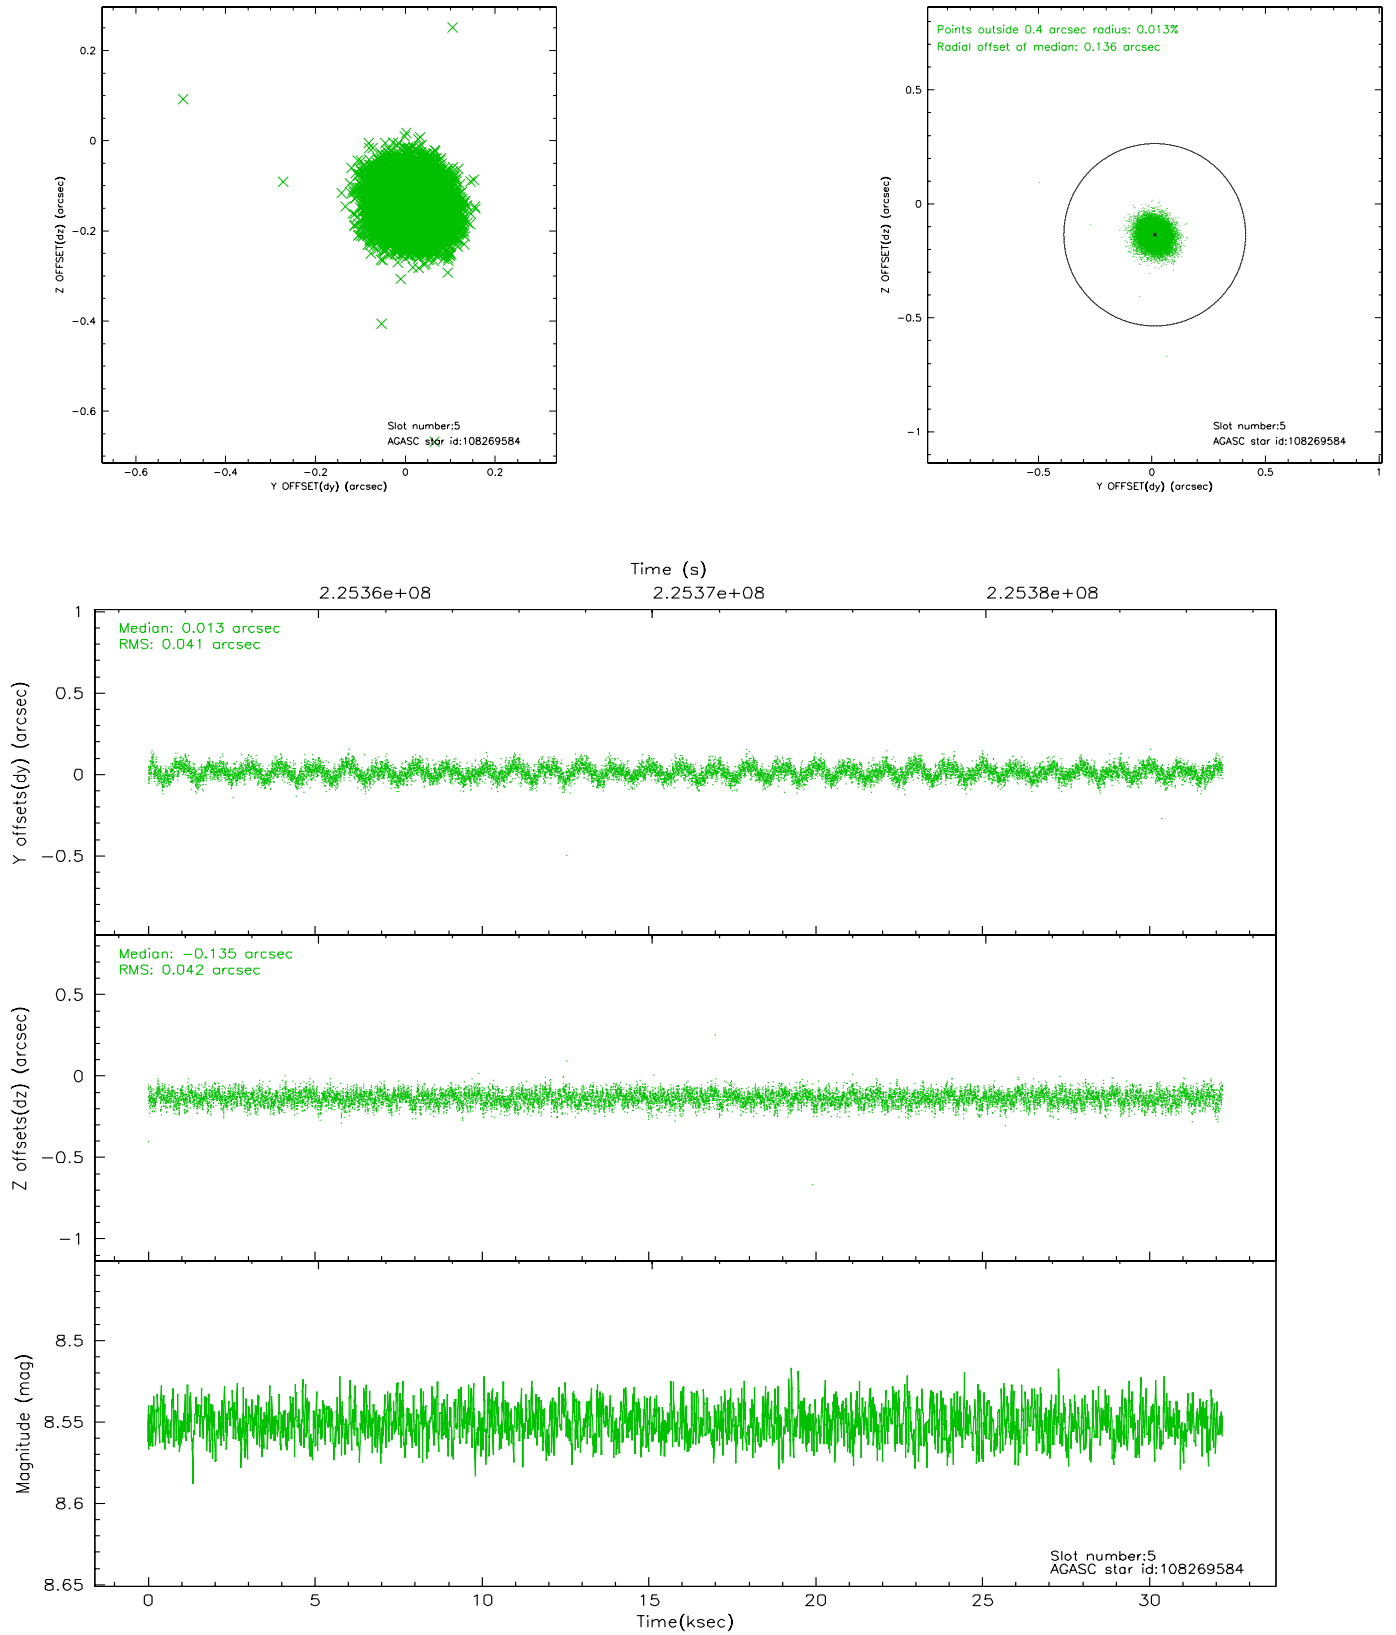 0.2
0
−0.2
−0.4
−0.6
Z OFFSET(dz) (arcsec)
Slot number:5
AGASC star id:108269584
−0.6
−0.4
−0.2
0
0.2
Y OFFSET(dy) (arcsec)
Points outside 0.4 arcsec radius: 0.013%
Radial offset of median: 0.136 arcsec
0.5
0
−0.5
−1
Z OFFSET(dz) (arcsec)
Slot number:5
AGASC star id:108269584
−0.5
0
0.5
1
Y OFFSET(dy) (arcsec)
Time (s)
2.2536e+08
2.2537e+08
2.2538e+08
Median: 0.013 arcsec
RMS: 0.041 arcsec
1
0.5
0
−0.5
Y offsets(dy) (arcsec)
Median: −0.135 arcsec
RMS: 0.042 arcsec
0.5
0
−0.5
−1
Z offsets(dz) (arcsec)
8.5
8.55
8.6
8.65
Magnitude (mag)
Slot number:5
AGASC star id:108269584
0
5
10
15
20
25
30
Time(ksec)